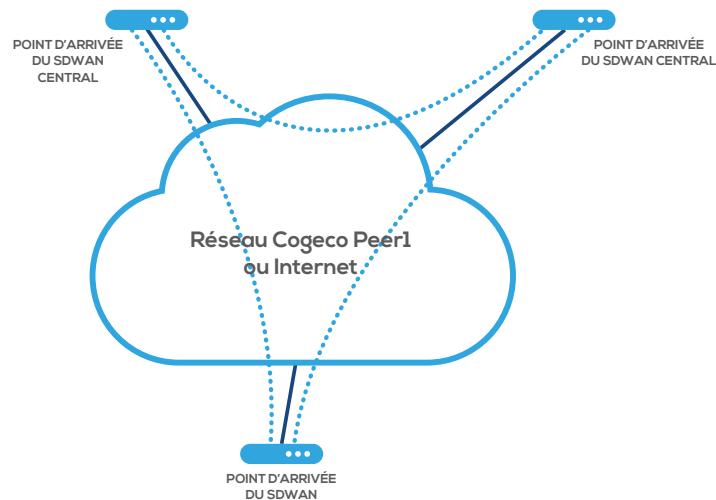 POINT D'ARRIVÉE
DU SDWAN
CENTRAL
POINT D'ARRIVÉE
DU SDWAN CENTRAL
Réseau Cogeco Peer1
ou Internet
POINT D'ARRIVÉE
DU SDWAN